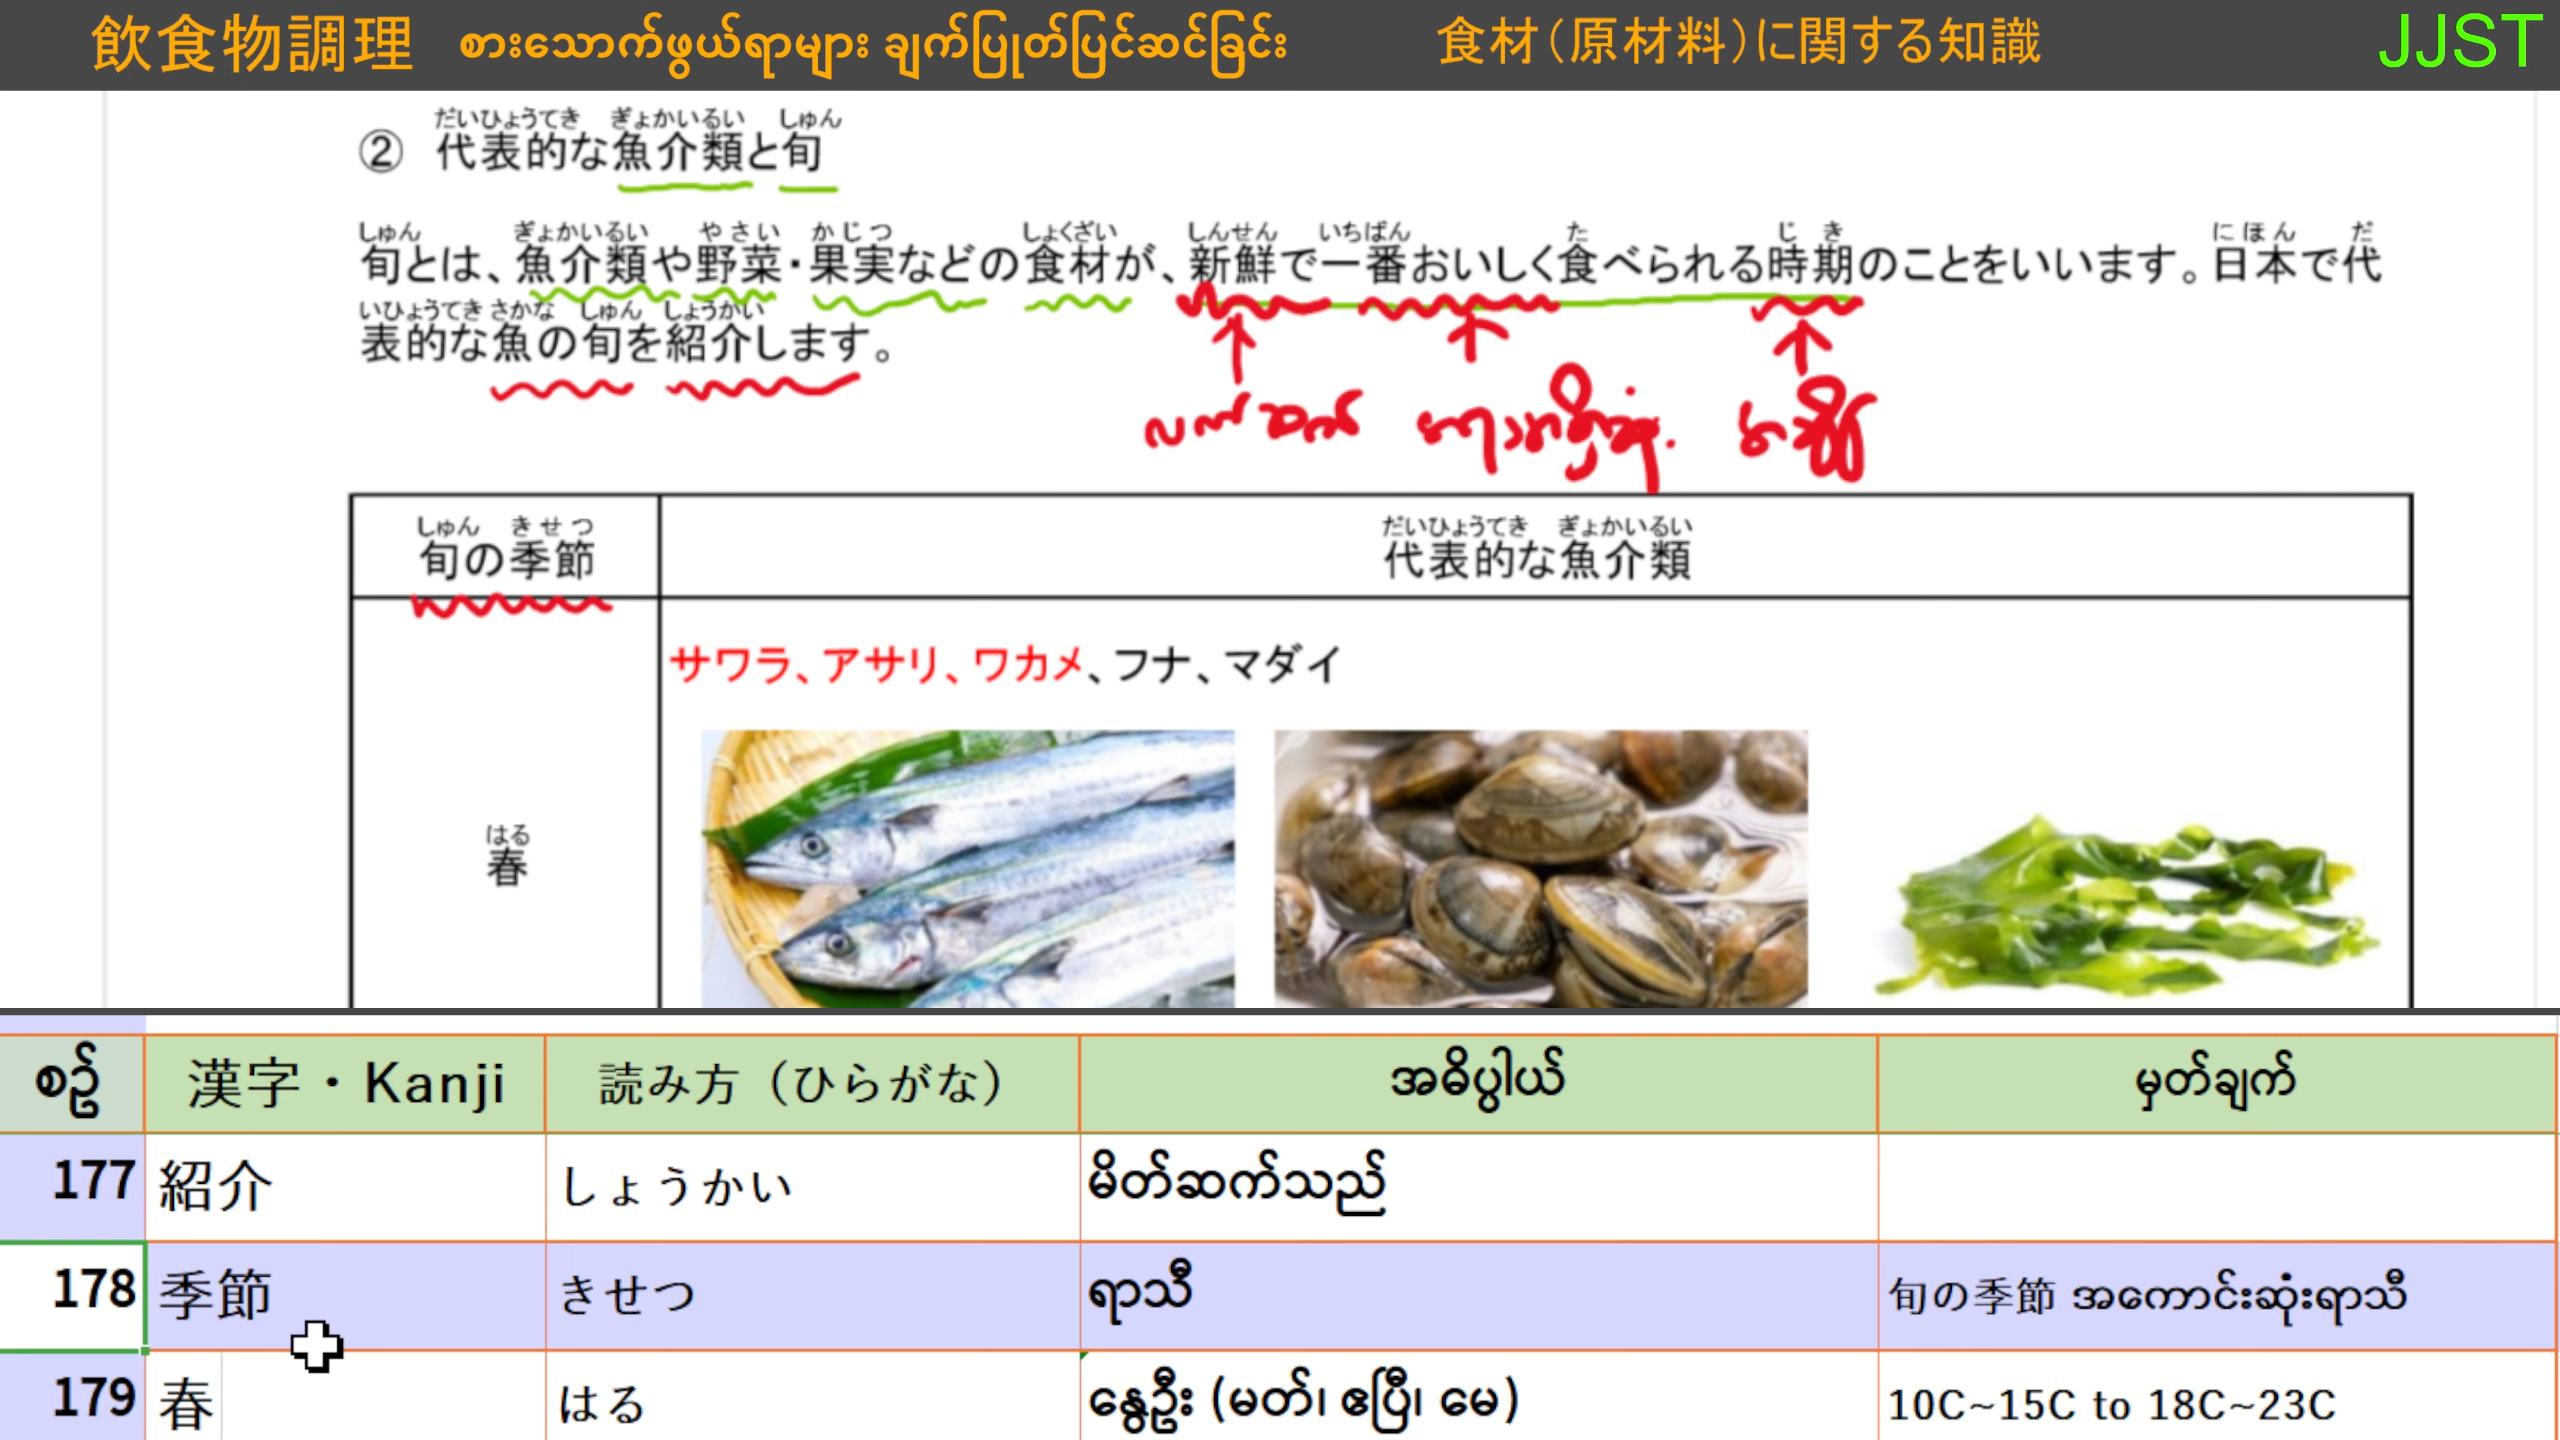 飲食物調理 စားသောက်ဖွယ်ရာများ ချက်ပြုတ်ပြင်ဆင်ခြင်း 食材(原材料)に関する知識 JJST
だいひょうてき ぎょかいるい しゅん
② 代表的な魚介類と旬
しゅん ぎょかいるい やさい かじつ しょくざい しんせん いちばん た じき にほん だ
旬とは、魚介類や野菜・果実などの食材が、新鮮で一番おいしく食べられる時期のことをいいます。日本で代
いひょうてき さかな しゅん しょうかい
表的な魚の旬を紹介します。
လတ်ဆတ် အကောင်းဆုံး အချိန်
しゅん きせつ だいひょうてき ぎょかいるい
旬の季節 代表的な魚介類
サワラ、アサリ、ワカメ、フナ、マダイ
はる
春
စဉ် 漢字・Kanji 読み方(ひらがな) အဓိပ္ပါယ် မှတ်ချက်
177 紹介 しょうかい မိတ်ဆက်သည်
178 季節 きせつ ရာသီ 旬の季節 အကောင်းဆုံးရာသီ
179 春 はる နွေဦး (မတ်၊ ဧပြီ၊ မေ) 10C~15C to 18C~23C